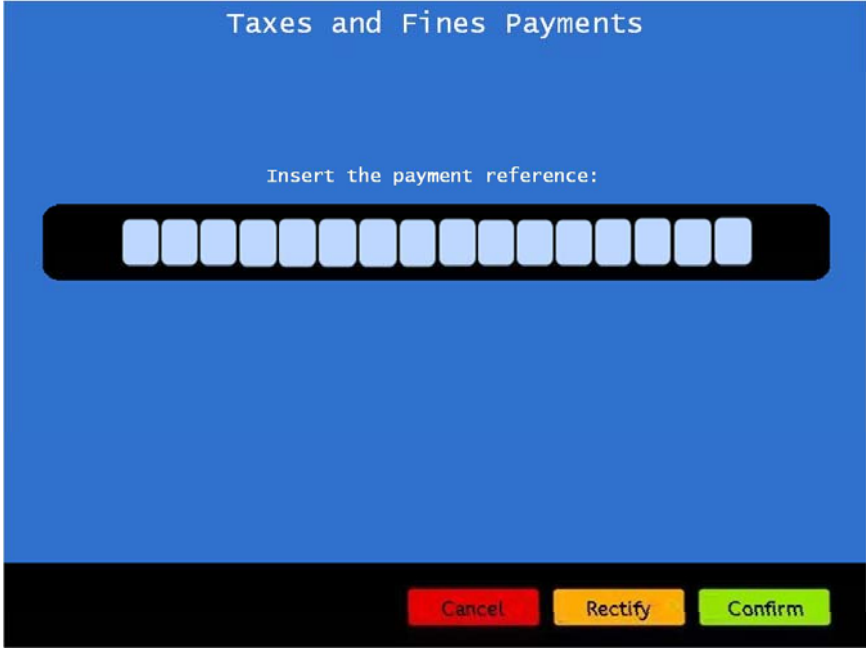 Taxes and Fines Payments
Insert the payment reference:
Cancel Rectify Confirm